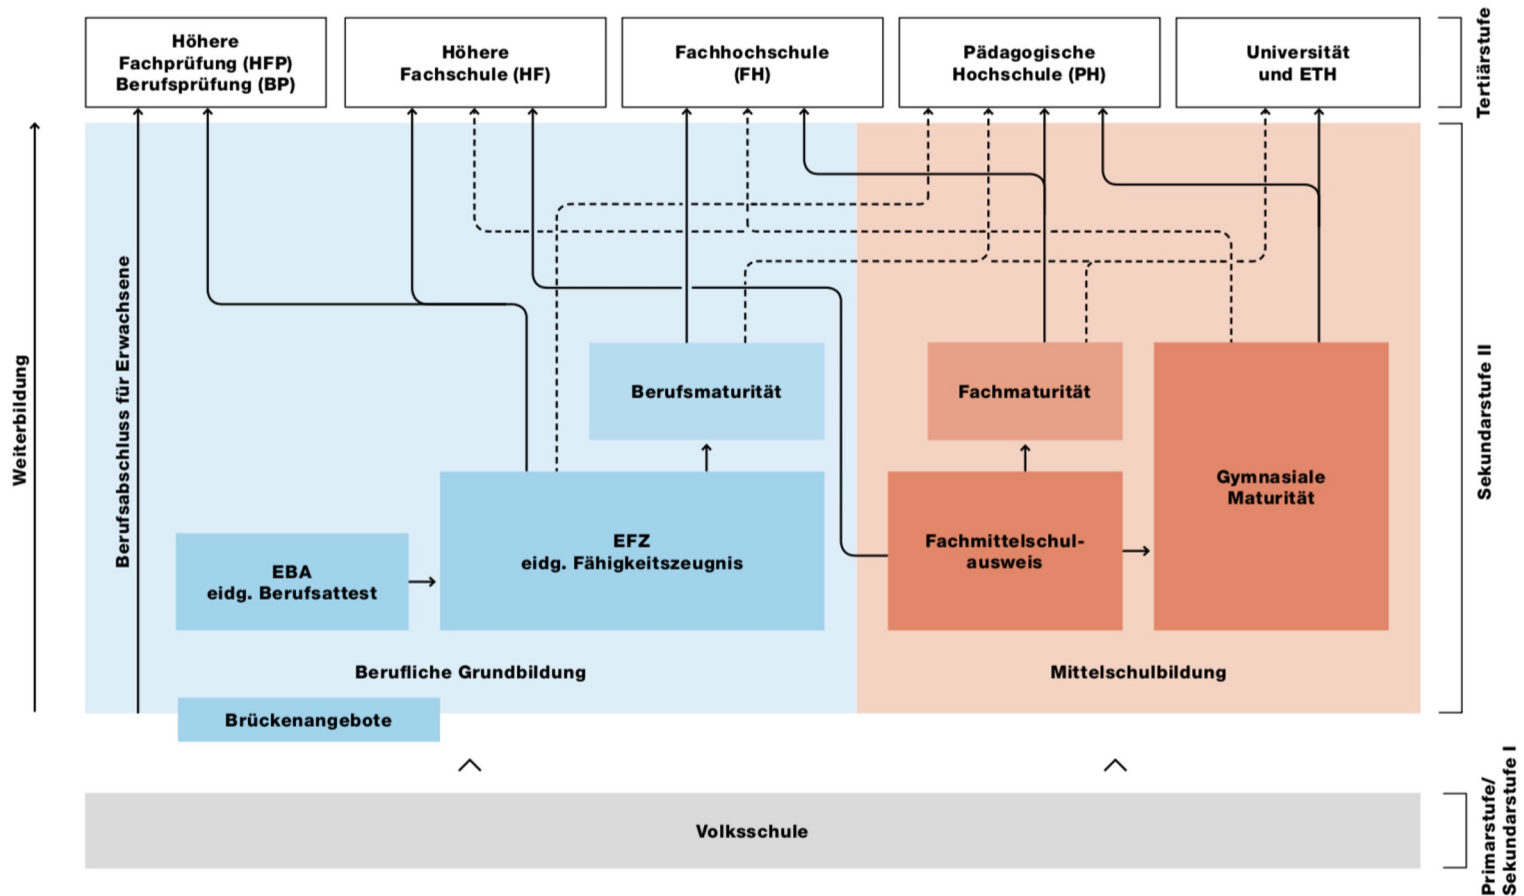 Höhere
Fachprüfung (HFP)
Berufsprüfung (BP)
Höhere
Fachschule (HF)
Fachhochschule
(FH)
Pädagogische
Hochschule (PH)
Universität
und ETH
Tertiärstufe
Weiterbildung
Berufsabschluss für Erwachsene
Sekundarstufe II
Berufsmaturität
Fachmaturität
Gymnasiale
Maturität
EFZ
eidg. Fähigkeitszeugnis
Fachmittelschul-
ausweis
EBA
eidg. Berufsattest
Berufliche Grundbildung
Mittelschulbildung
Brückenangebote
Volksschule
Primarstufe/
Sekundarstufe I